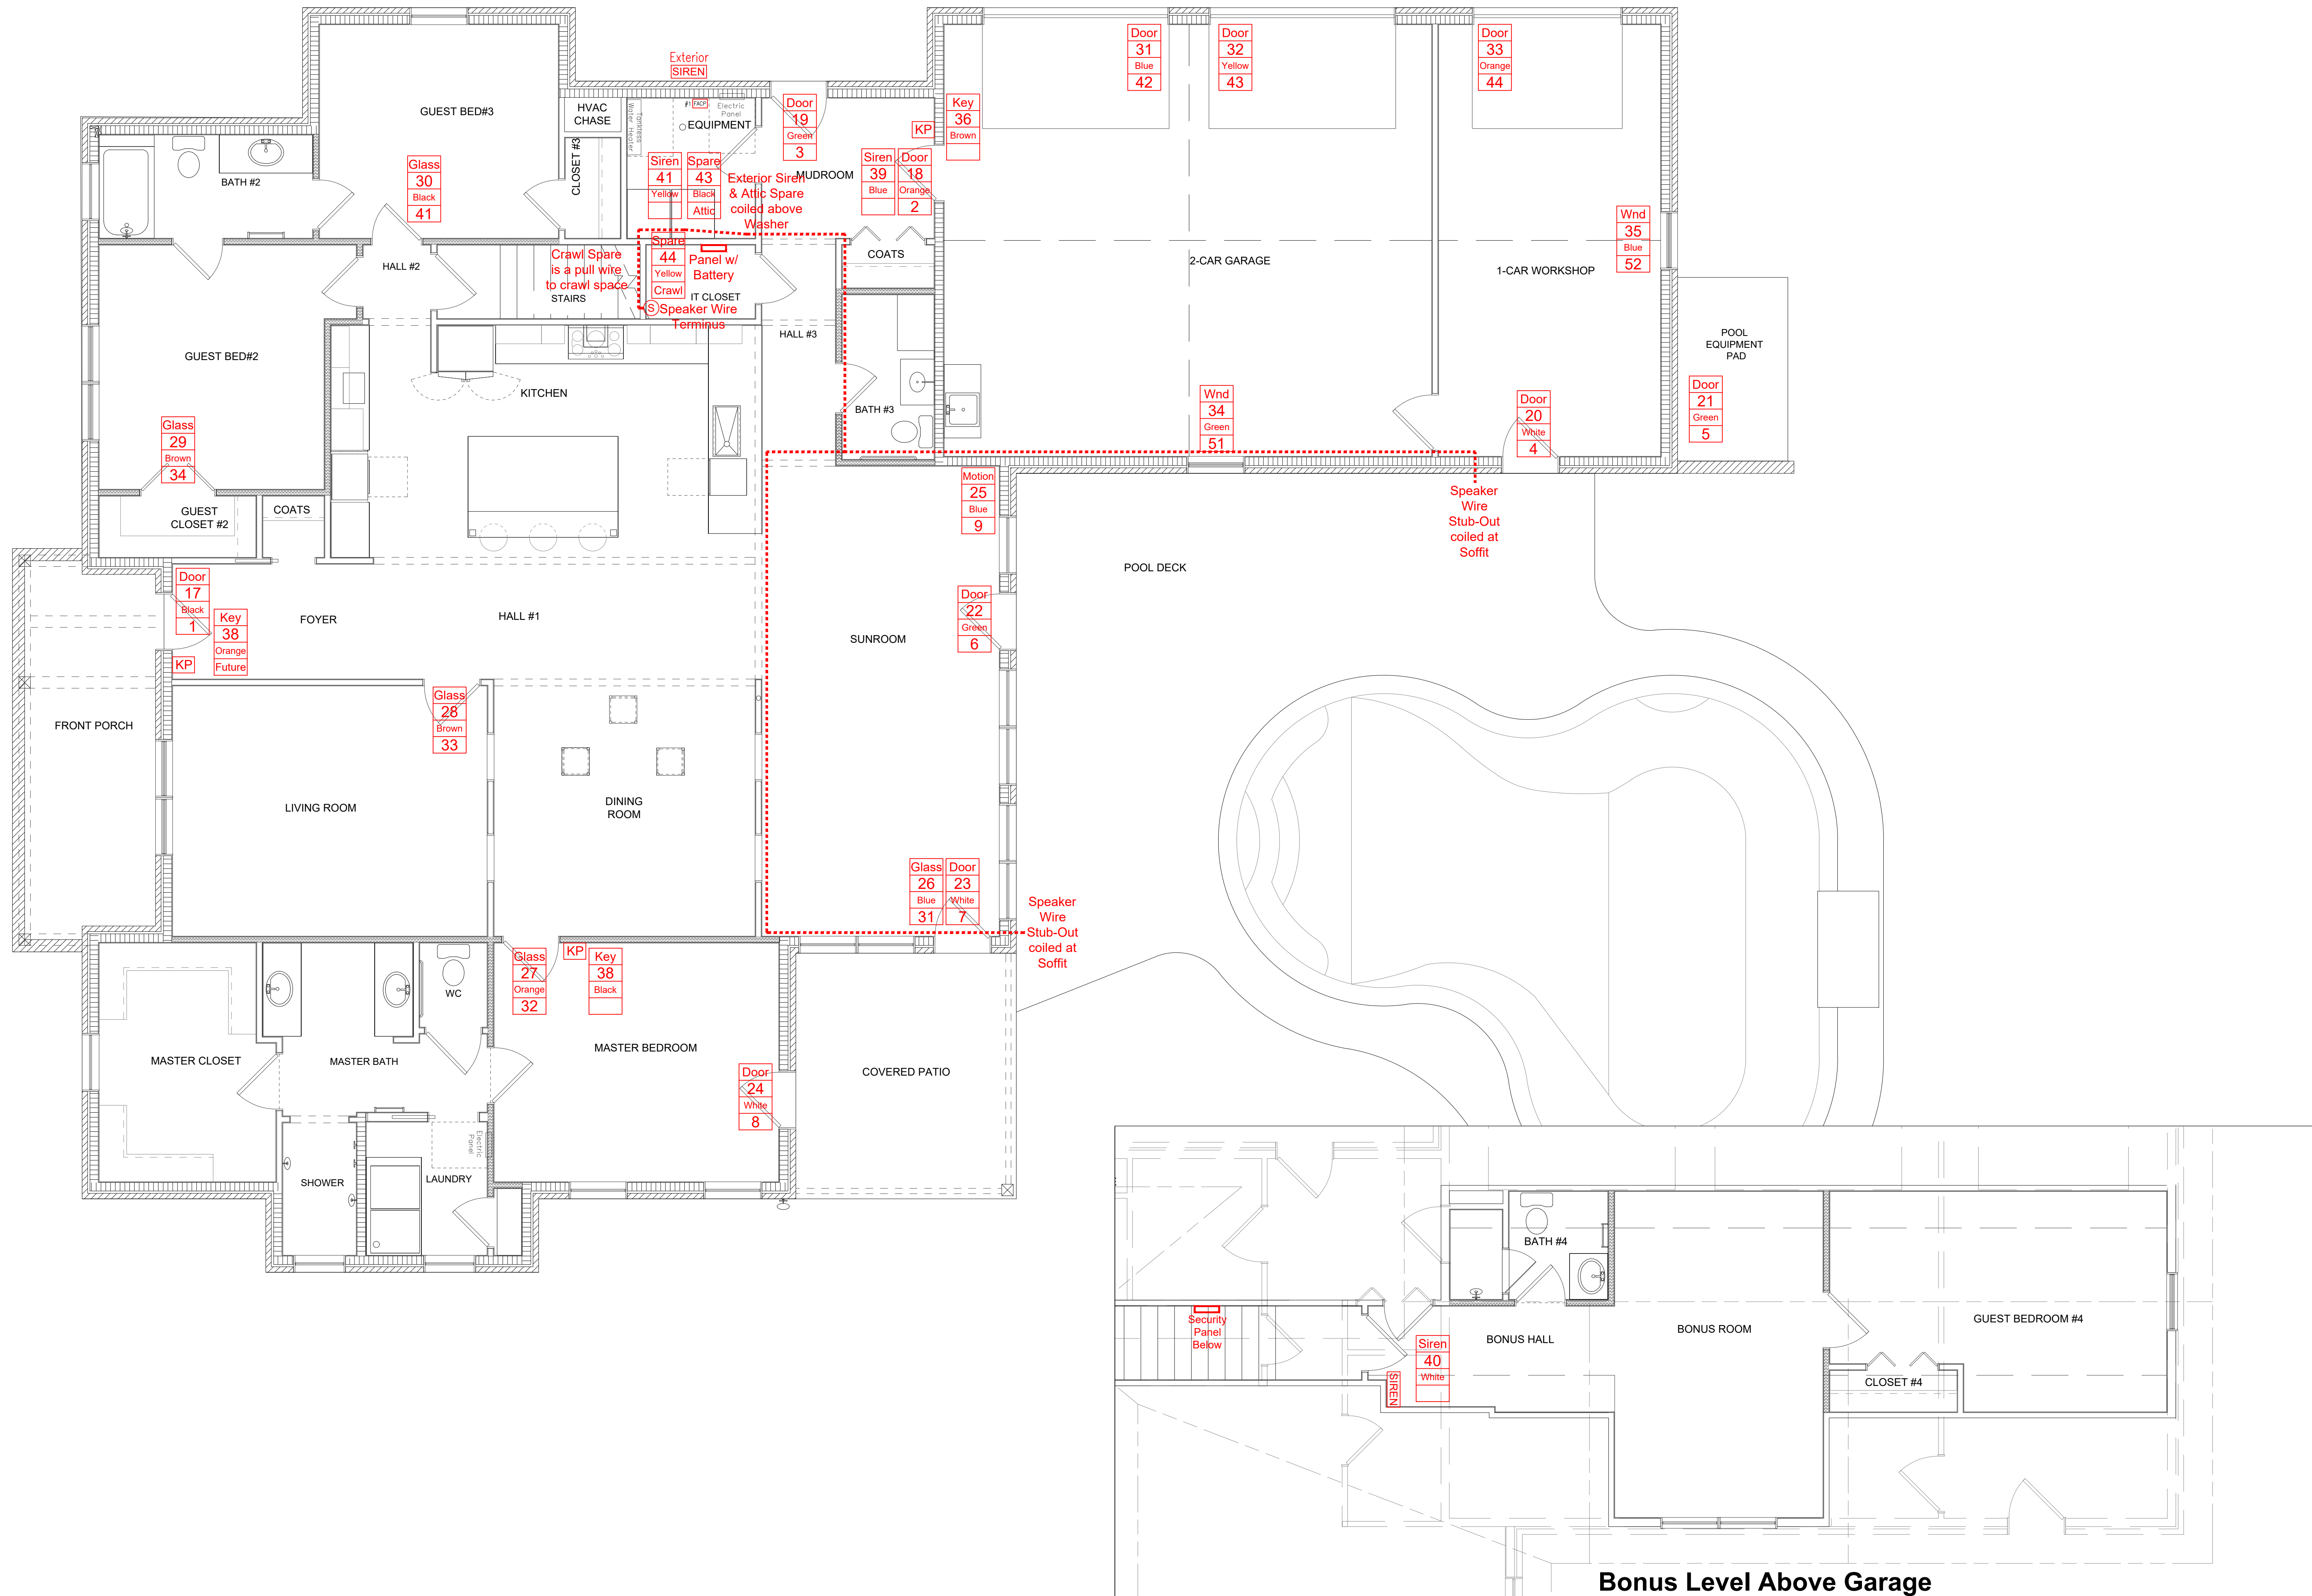 Exterior
SIREN
Door
31
Blue
42
Door
32
Yellow
43
Door
33
Orange
44
GUEST BED#3
HVAC
CHASE
Tankless
Water Heater
#1 FACP
Electric
Panel
EQUIPMENT
Door
19
Green
3
KP
Key
36
Brown
BATH #2
Glass
30
Black
41
CLOSET #3
Siren
41
Yellow
Spare
43
Black
Attic
Exterior Siren
& Attic Spare
coiled above
Washer
MUDROOM
Siren
39
Blue
Door
18
Orange
2
Wnd
35
Blue
52
HALL #2
Crawl Spare
is a pull wire
to crawl space
STAIRS
Spare
44
Yellow
Crawl
Panel w/
Battery
IT CLOSET
S
Speaker Wire
Terminus
COATS
2-CAR GARAGE
1-CAR WORKSHOP
HALL #3
POOL
EQUIPMENT
PAD
GUEST BED#2
KITCHEN
BATH #3
Wnd
34
Green
51
Door
20
White
4
Door
21
Green
5
Glass
29
Brown
34
GUEST
CLOSET #2
COATS
Motion
25
Blue
9
Speaker
Wire
Stub-Out
coiled at
Soffit
POOL DECK
Door
17
Black
1
Key
38
Orange
Future
KP
FOYER
HALL #1
SUNROOM
Door
22
Green
6
FRONT PORCH
Glass
28
Brown
33
LIVING ROOM
DINING
ROOM
Glass
26
Blue
31
Door
23
White
7
Speaker
Wire
Stub-Out
coiled at
Soffit
WC
Glass
27
Orange
32
KP
Key
38
Black
MASTER CLOSET
MASTER BATH
MASTER BEDROOM
Door
24
White
8
COVERED PATIO
Electric
Panel
SHOWER
LAUNDRY
BATH #4
Security
Panel
Below
BONUS HALL
Siren
40
White
SIREN
BONUS ROOM
GUEST BEDROOM #4
CLOSET #4
Bonus Level Above Garage